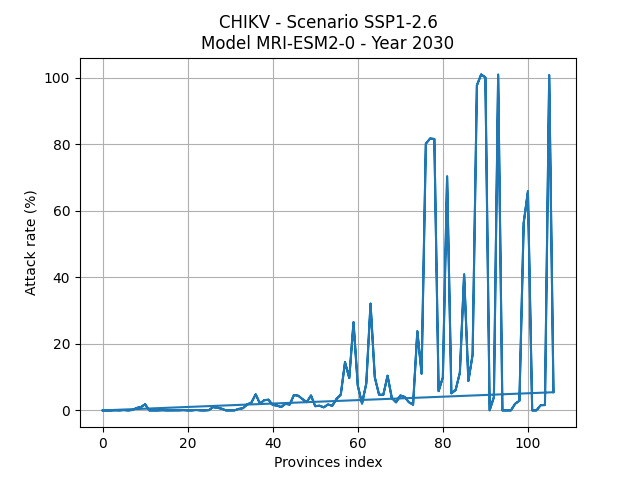 CHIKV - Scenario SSP1-2.6
Model MRI-ESM2-0 - Year 2030
100
80
60
40
20
0
Attack rate (%)
0 20 40 60 80 100
Provinces index